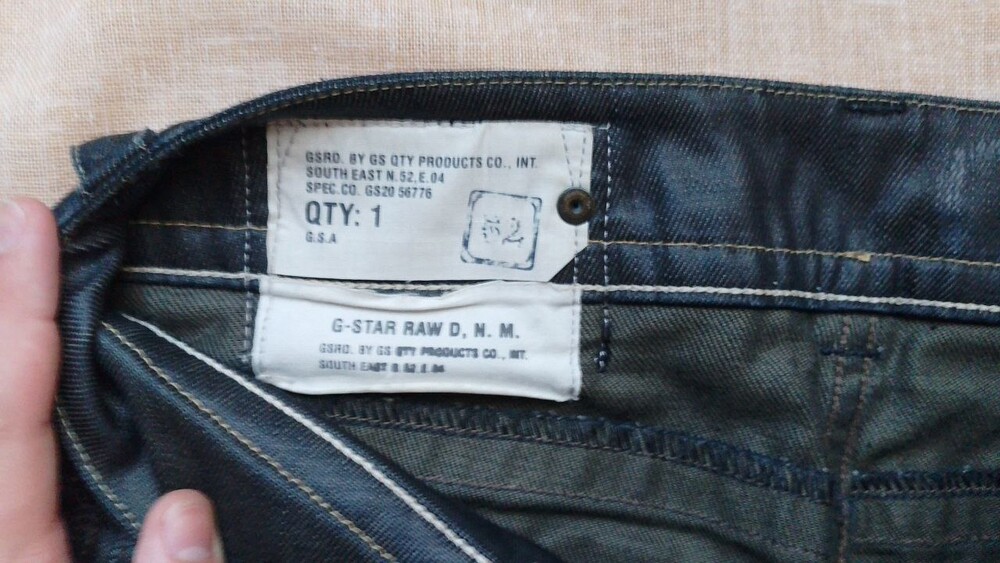 GSRD. BY GS QTY PRODUCTS CO., INT.
SOUTH EAST N.52.E.04
SPEC.CO. GS20 56776
QTY: 1
G.S.A
52
G-STAR RAW D, N. M.
GSRD. BY GS QTY PRODUCTS CO., INT.
SOUTH EAST N 52 E 04